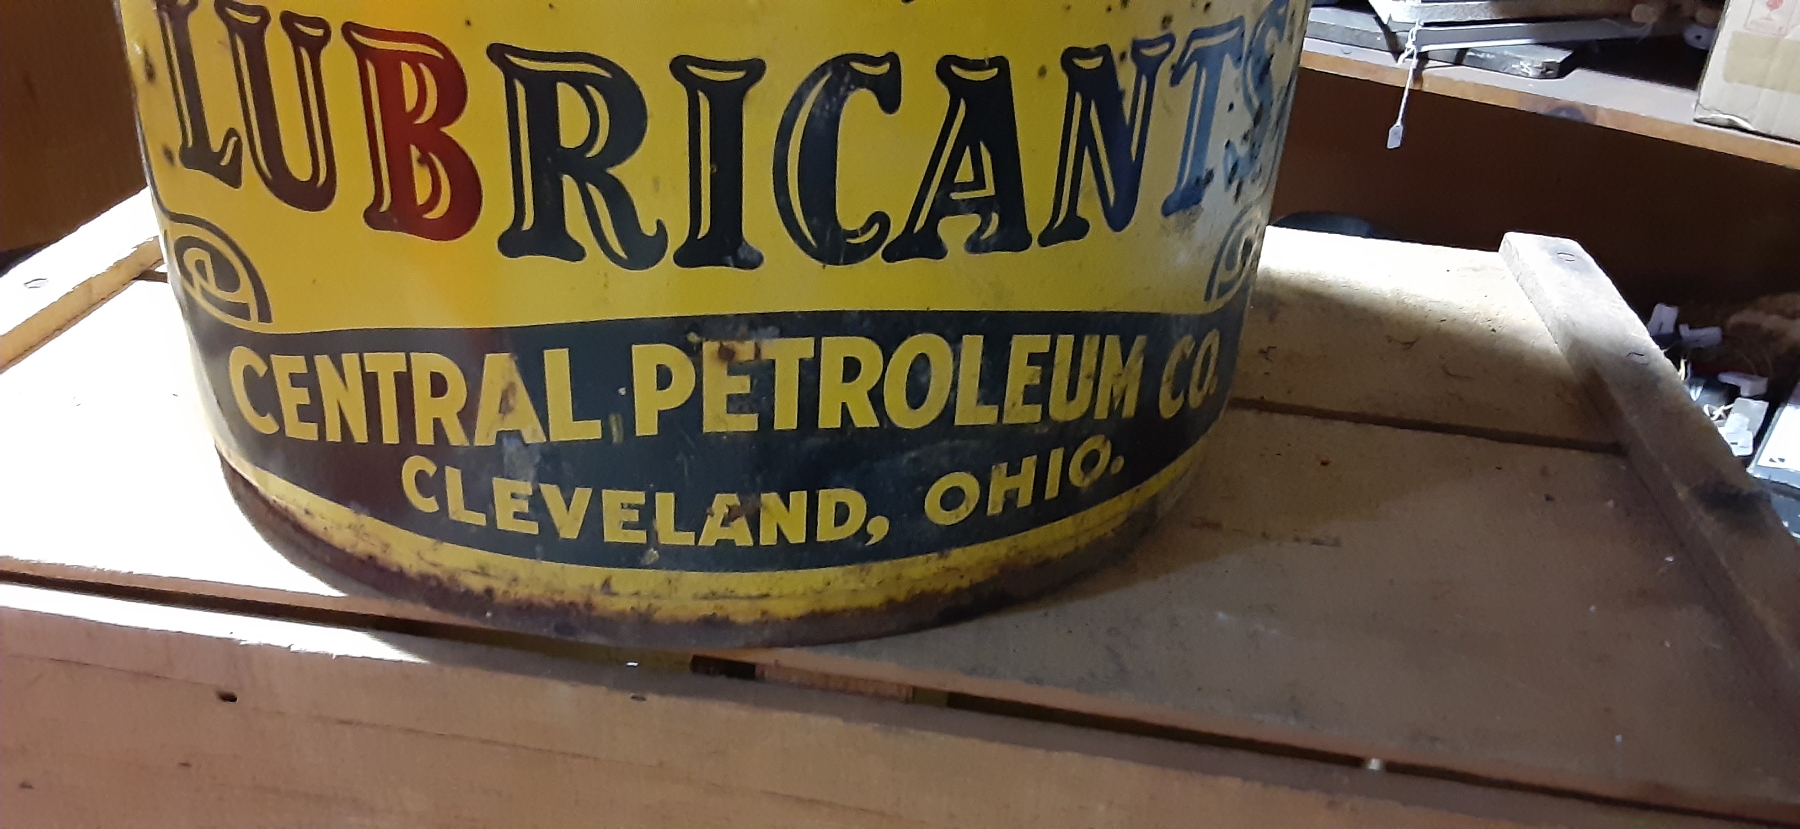 LUBRICANTS
CENTRAL PETROLEUM CO.
CLEVELAND, OHIO.